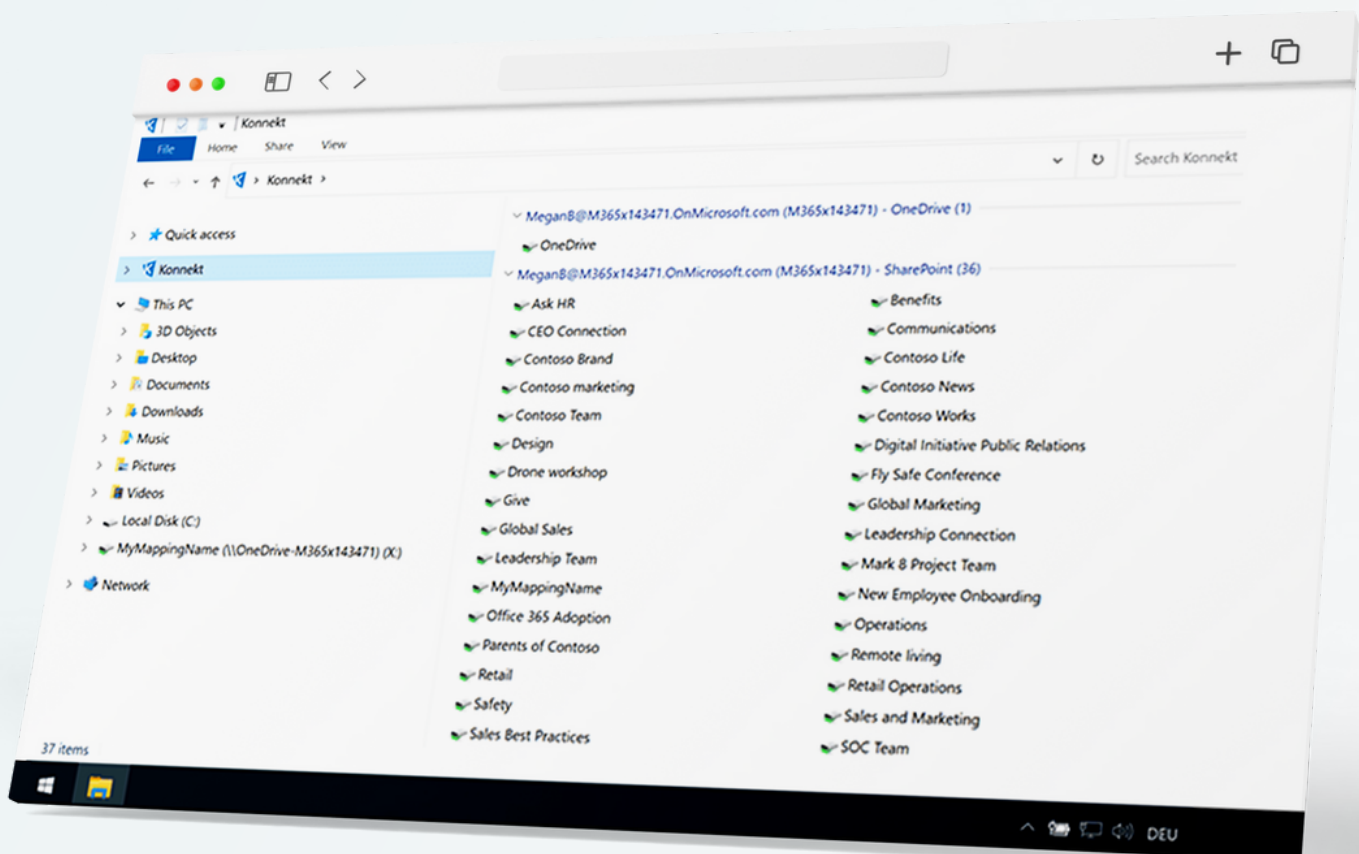 Konnekt
File Home Share View
Konnekt
Search Konnekt
Quick access
Konnekt
This PC
3D Objects
Desktop
Documents
Downloads
Music
Pictures
Videos
Local Disk (C:)
MyMappingName (\\OneDrive-M365x143471) (X:)
Network
37 items
MeganB@M365x143471.OnMicrosoft.com (M365x143471) - OneDrive (1)
OneDrive
MeganB@M365x143471.OnMicrosoft.com (M365x143471) - SharePoint (36)
Ask HR
CEO Connection
Contoso Brand
Contoso marketing
Contoso Team
Design
Drone workshop
Give
Global Sales
Leadership Team
MyMappingName
Office 365 Adoption
Parents of Contoso
Retail
Safety
Sales Best Practices
Benefits
Communications
Contoso Life
Contoso News
Contoso Works
Digital Initiative Public Relations
Fly Safe Conference
Global Marketing
Leadership Connection
Mark 8 Project Team
New Employee Onboarding
Operations
Remote living
Retail Operations
Sales and Marketing
SOC Team
DEU